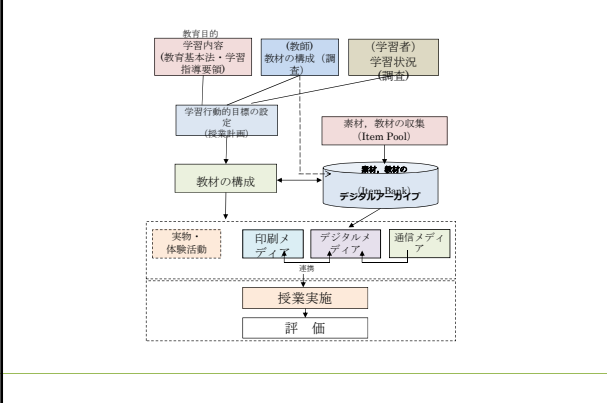 教育目的
学習内容
(教育基本法・学習
指導要領)
(教師)
教材の構成（調
査）
(学習者)
学習状況
(調査)
学習行動的目標の設
定
(授業計画)
素材，教材の収集
(Item Pool)
教材の構成
素材，教材の
(Item Bank)
デジタルアーカイブ
実物・
体験活動
印刷メ
ディア
デジタルメ
ディア
通信メディ
ア
連携
授業実施
評　価